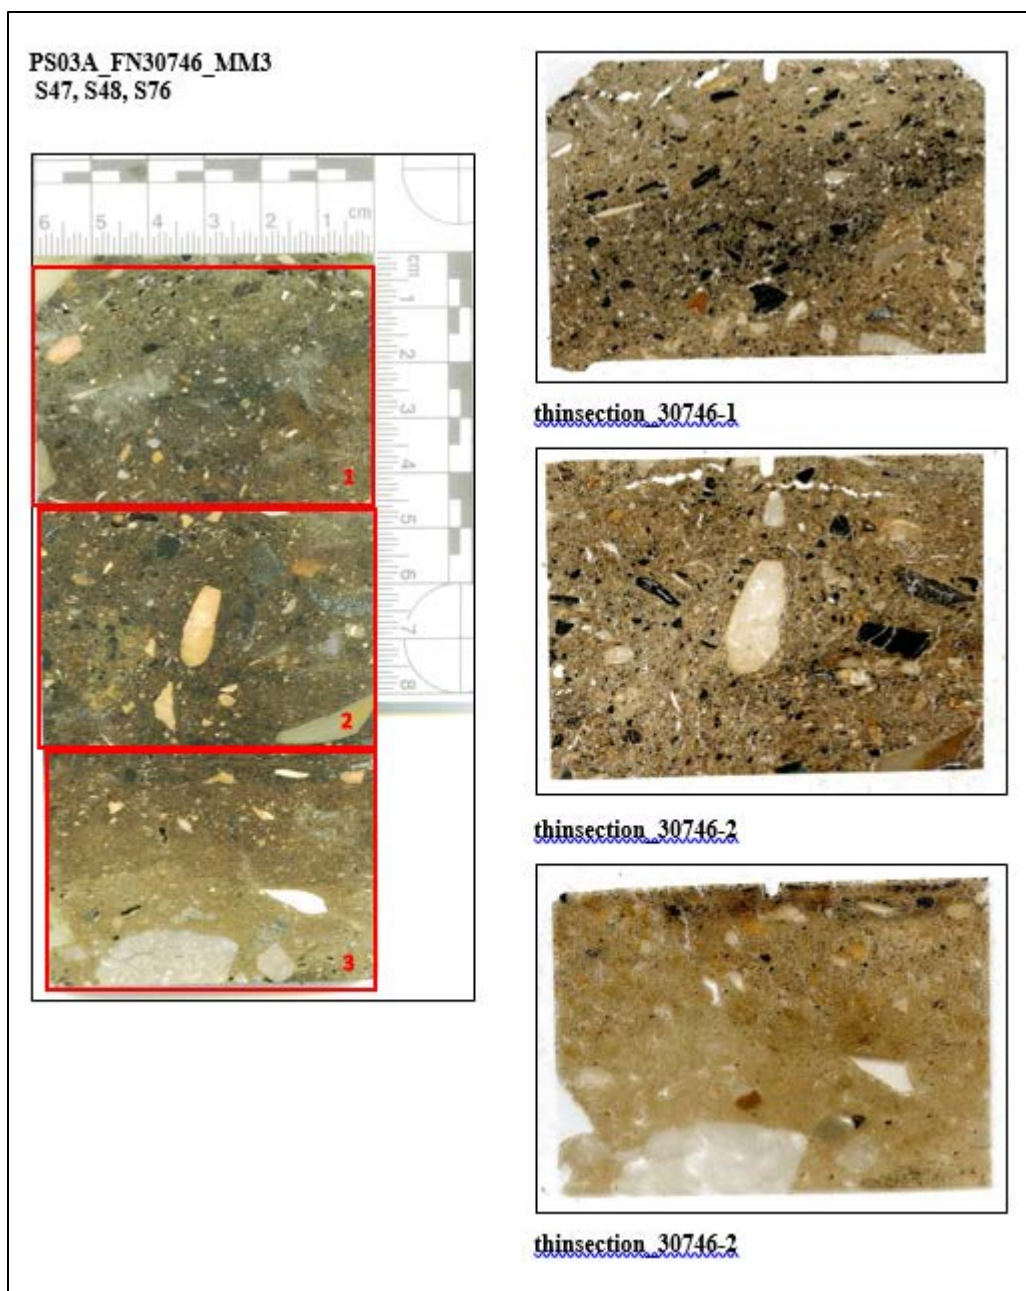 PS03A_FN30746_MM3
S47, S48, S76
6 5 4 3 2 1 cm
cm
1
2
3
4
5
6
7
8
1
2
3
thinsection_30746-1
thinsection_30746-2
thinsection_30746-2